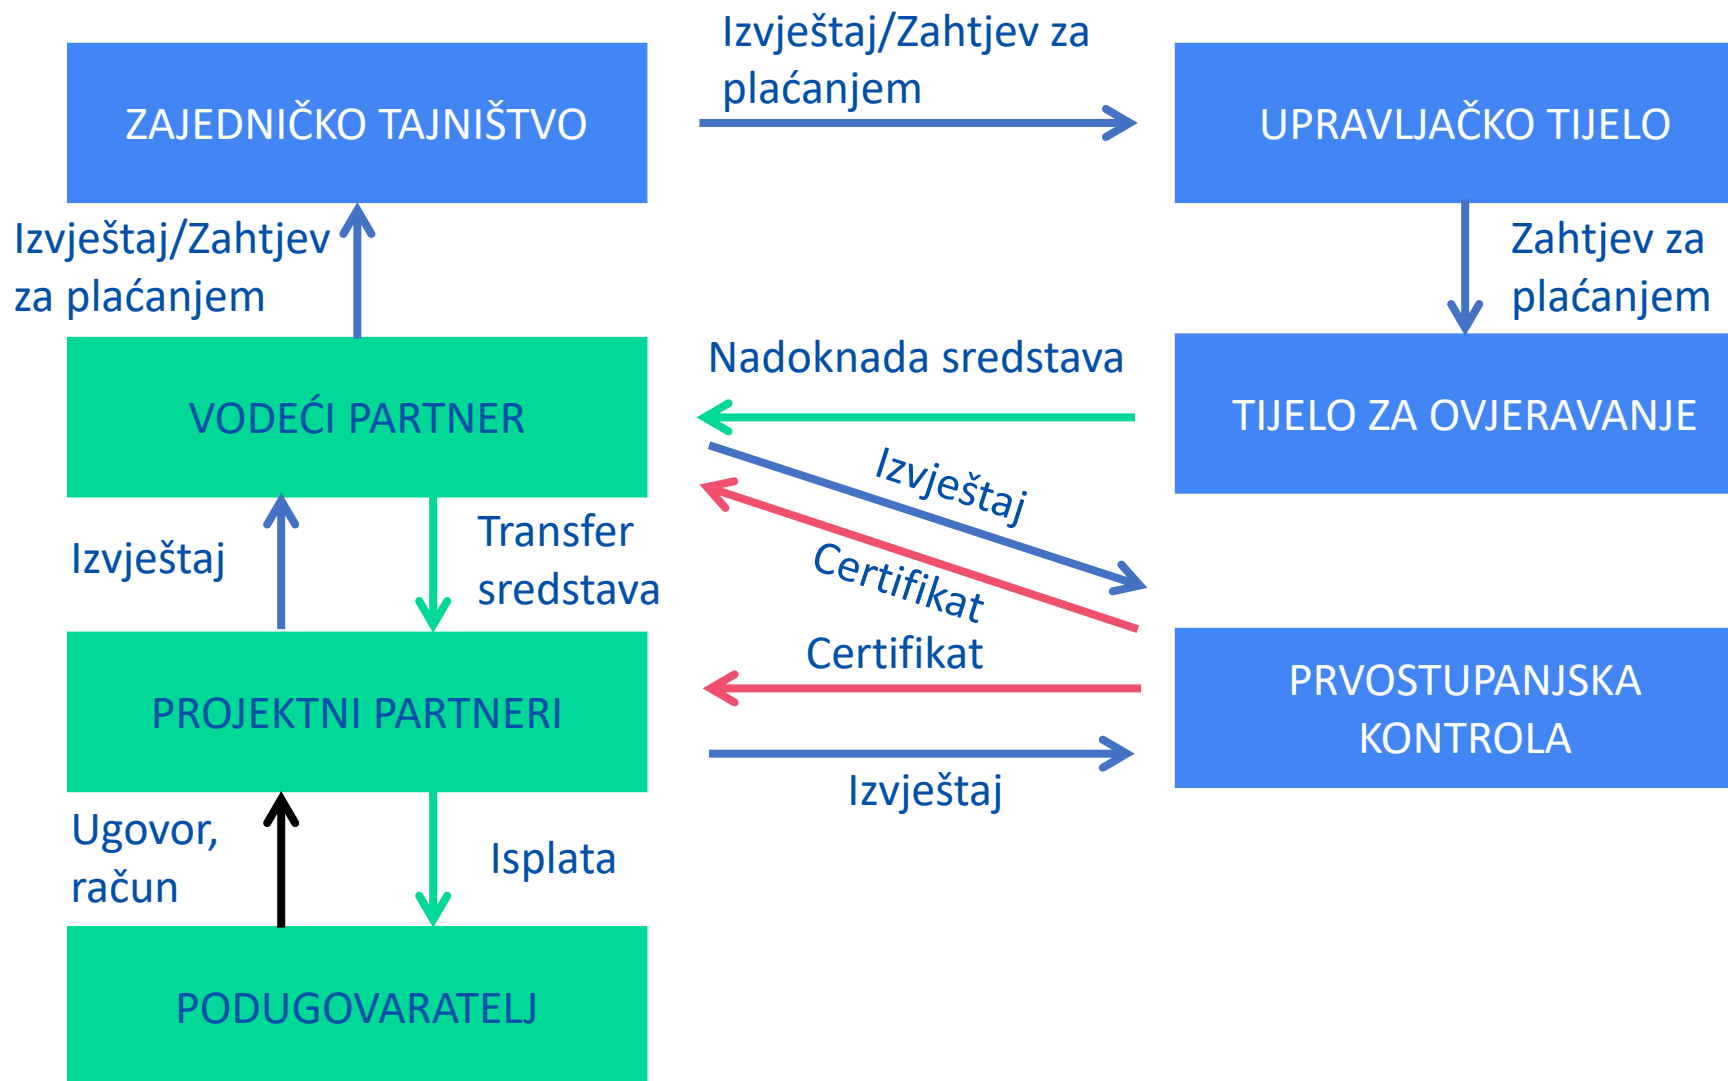 Izvještaj/Zahtjev za
plaćanjem
ZAJEDNIČKO TAJNIŠTVO
UPRAVLJAČKO TIJELO
Izvještaj/Zahtjev
za plaćanjem
Zahtjev za
plaćanjem
Nadoknada sredstava
VODEĆI PARTNER
TIJELO ZA OVJERAVANJE
Izvještaj
Izvještaj
Transfer
sredstava
Certifikat
Certifikat
PROJEKTNI PARTNERI
PRVOSTUPANJSKA
KONTROLA
Izvještaj
Ugovor,
račun
Isplata
PODUGOVARATELJ